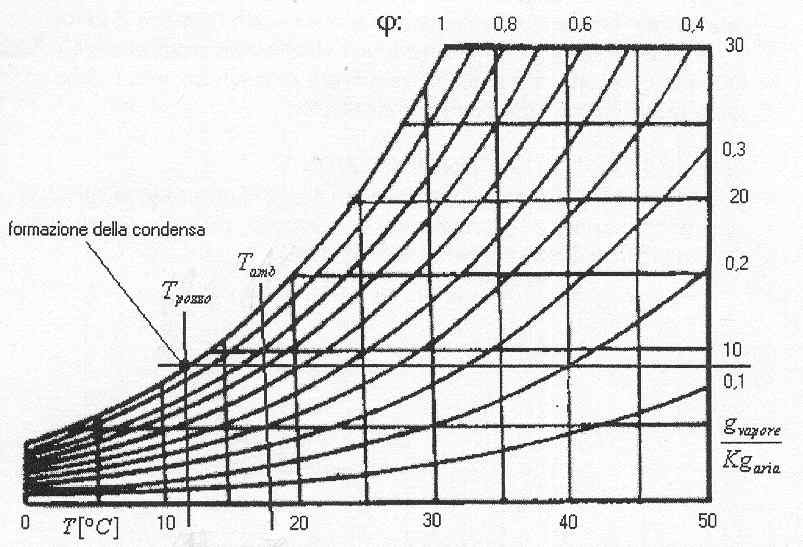 φ: 1 0,8 0,6 0,4
30
0,3
20
formazione della condensa
T_amb
0,2
T_pozzo
10
0,1
g_vapore
Kg_aria
0 T[°C] 10 20 30 40 50